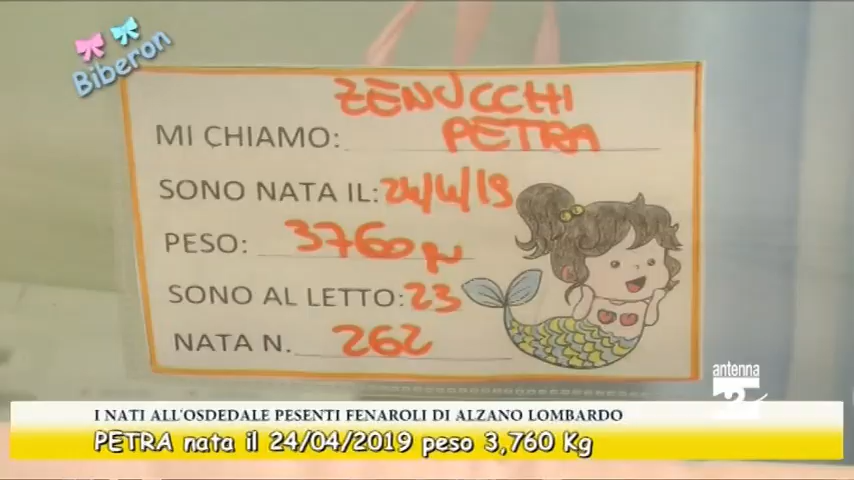 Biberon
ZENUCCHI
MI CHIAMO: PETRA
SONO NATA IL: 24/4/19
PESO: 3760 gr
SONO AL LETTO: 23
NATA N. 262
antenna
2
I NATI ALL'OSDEDALE PESENTI FENAROLI DI ALZANO LOMBARDO
PETRA nata il 24/04/2019 peso 3,760 Kg